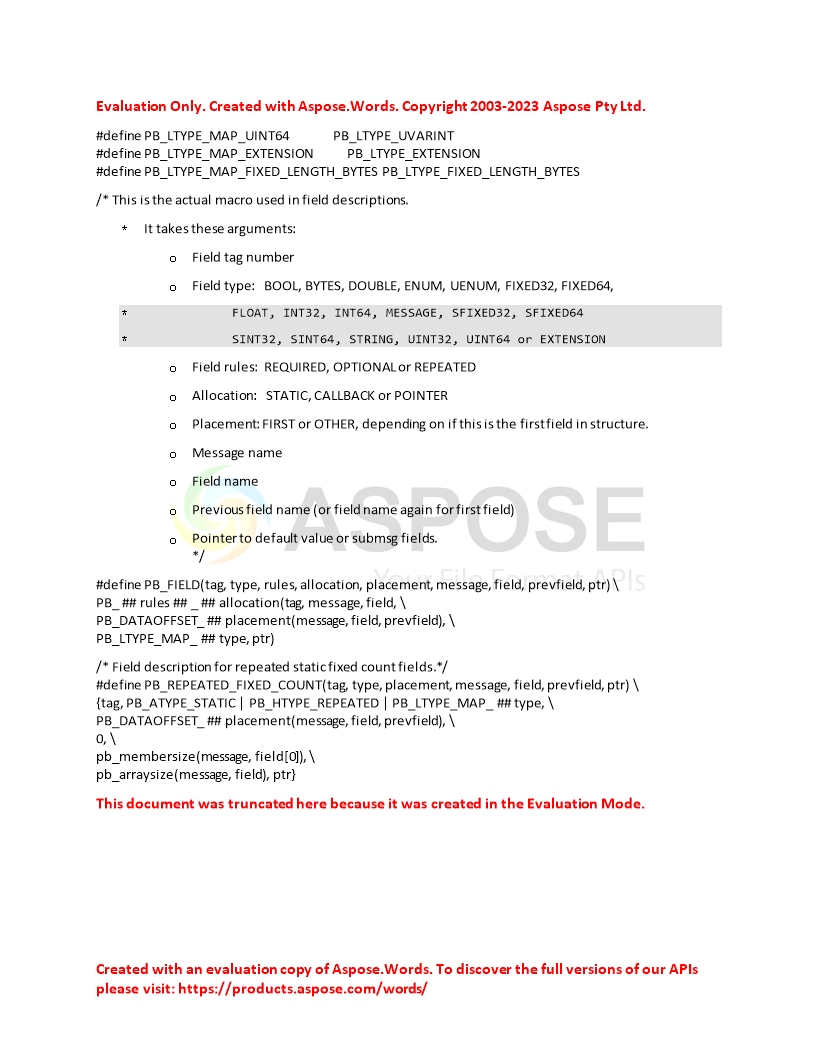 Evaluation Only. Created with Aspose.Words. Copyright 2003-2023 Aspose Pty Ltd.
#define PB_LTYPE_MAP_UINT64 PB_LTYPE_UVARINT
#define PB_LTYPE_MAP_EXTENSION PB_LTYPE_EXTENSION
#define PB_LTYPE_MAP_FIXED_LENGTH_BYTES PB_LTYPE_FIXED_LENGTH_BYTES
/* This is the actual macro used in field descriptions.
* It takes these arguments:
o Field tag number
o Field type: BOOL, BYTES, DOUBLE, ENUM, UENUM, FIXED32, FIXED64,
* FLOAT, INT32, INT64, MESSAGE, SFIXED32, SFIXED64
* SINT32, SINT64, STRING, UINT32, UINT64 or EXTENSION
o Field rules: REQUIRED, OPTIONAL or REPEATED
o Allocation: STATIC, CALLBACK or POINTER
o Placement: FIRST or OTHER, depending on if this is the first field in structure.
o Message name
o Field name
o Previous field name (or field name again for first field)
o Pointer to default value or submsg fields.
*/
ASPOSE
Your File Format APIs
#define PB_FIELD(tag, type, rules, allocation, placement, message, field, prevfield, ptr) \
PB_ ## rules ## _ ## allocation(tag, message, field, \
PB_DATAOFFSET_ ## placement(message, field, prevfield), \
PB_LTYPE_MAP_ ## type, ptr)
/* Field description for repeated static fixed count fields.*/
#define PB_REPEATED_FIXED_COUNT(tag, type, placement, message, field, prevfield, ptr) \
{tag, PB_ATYPE_STATIC | PB_HTYPE_REPEATED | PB_LTYPE_MAP_ ## type, \
PB_DATAOFFSET_ ## placement(message, field, prevfield), \
0, \
pb_membersize(message, field[0]), \
pb_arraysize(message, field), ptr}
This document was truncated here because it was created in the Evaluation Mode.
Created with an evaluation copy of Aspose.Words. To discover the full versions of our APIs
please visit: https://products.aspose.com/words/